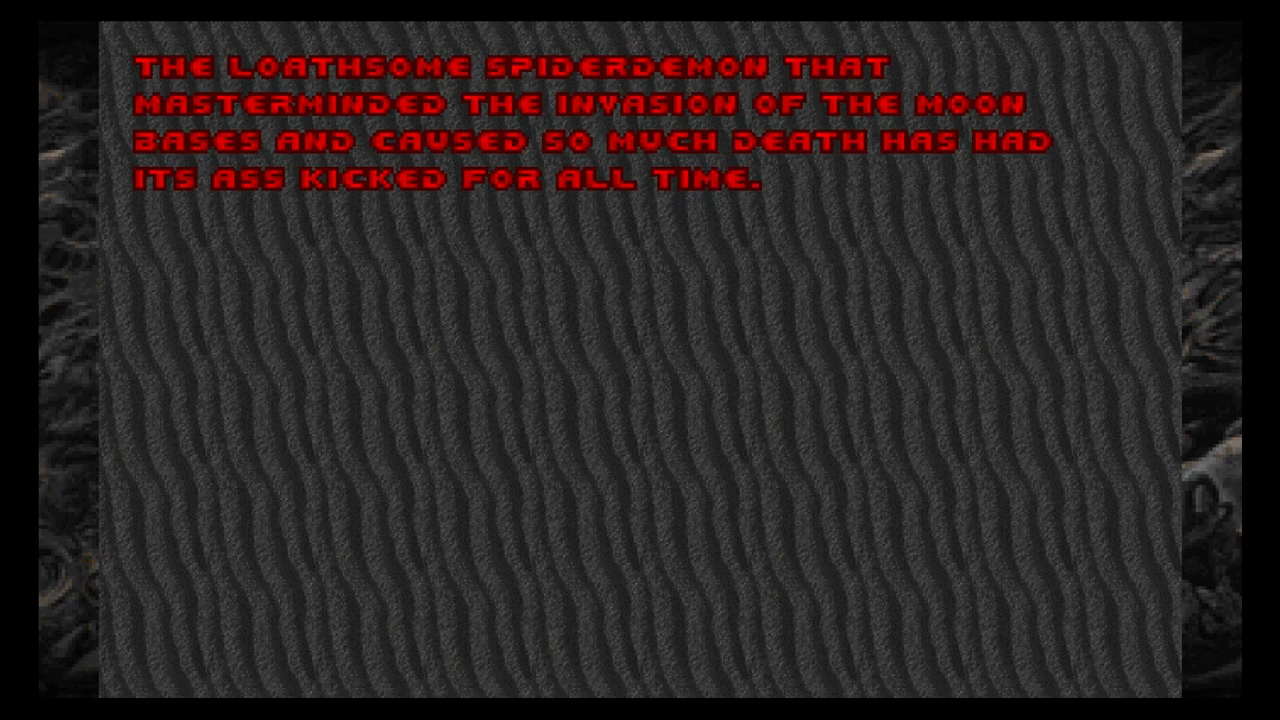 THE LOATHSOME SPIDERDEMON THAT
MASTERMINDED THE INVASION OF THE MOON
BASES AND CAUSED SO MUCH DEATH HAS HAD
ITS ASS KICKED FOR ALL TIME.